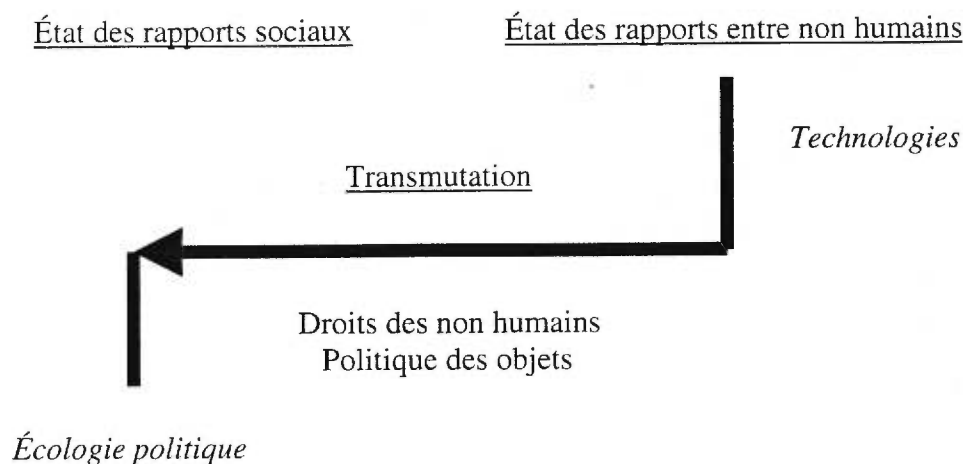 État des rapports sociaux
État des rapports entre non humains
Technologies
Transmutation
Droits des non humains
Politique des objets
Écologie politique